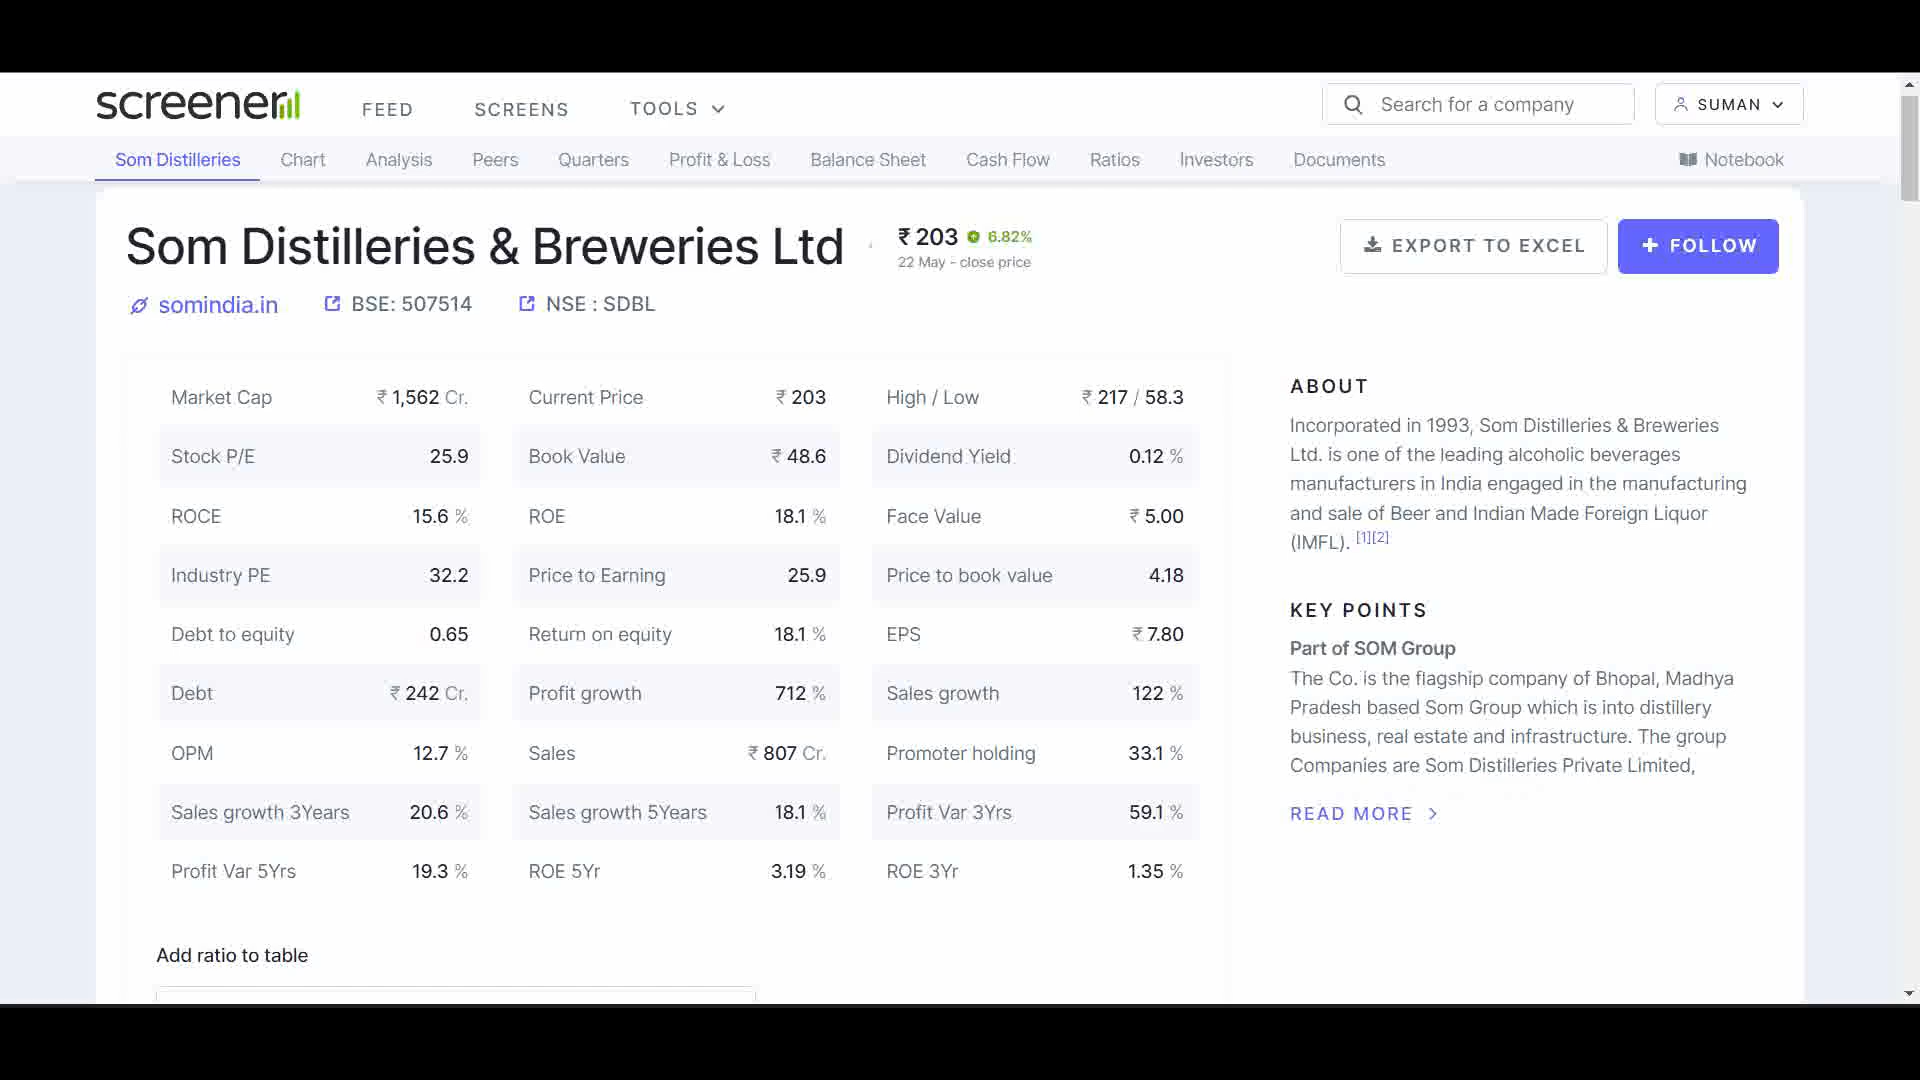 screener
FEED
SCREENS
TOOLS
Search for a company
SUMAN
Som Distilleries
Chart
Analysis
Peers
Quarters
Profit & Loss
Balance Sheet
Cash Flow
Ratios
Investors
Documents
Notebook
Som Distilleries & Breweries Ltd
₹ 203 6.82%
22 May - close price
EXPORT TO EXCEL
FOLLOW
somindia.in
BSE: 507514
NSE : SDBL
Market Cap ₹ 1,562 Cr.
Current Price ₹ 203
High / Low ₹ 217 / 58.3
Stock P/E 25.9
Book Value ₹ 48.6
Dividend Yield 0.12 %
ROCE 15.6 %
ROE 18.1 %
Face Value ₹ 5.00
Industry PE 32.2
Price to Earning 25.9
Price to book value 4.18
Debt to equity 0.65
Return on equity 18.1 %
EPS ₹ 7.80
Debt ₹ 242 Cr.
Profit growth 712 %
Sales growth 122 %
OPM 12.7 %
Sales ₹ 807 Cr.
Promoter holding 33.1 %
Sales growth 3Years 20.6 %
Sales growth 5Years 18.1 %
Profit Var 3Yrs 59.1 %
Profit Var 5Yrs 19.3 %
ROE 5Yr 3.19 %
ROE 3Yr 1.35 %
Add ratio to table
ABOUT
Incorporated in 1993, Som Distilleries & Breweries
Ltd. is one of the leading alcoholic beverages
manufacturers in India engaged in the manufacturing
and sale of Beer and Indian Made Foreign Liquor
(IMFL). [1][2]
KEY POINTS
Part of SOM Group
The Co. is the flagship company of Bhopal, Madhya
Pradesh based Som Group which is into distillery
business, real estate and infrastructure. The group
Companies are Som Distilleries Private Limited,
READ MORE